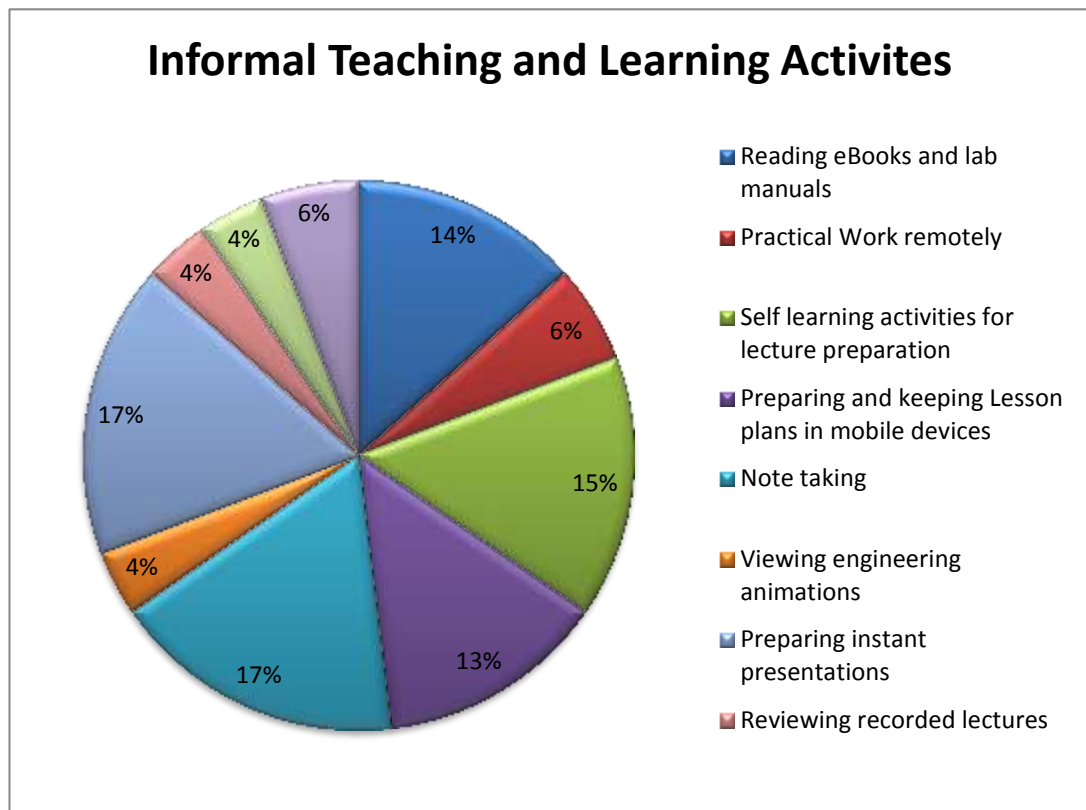 Informal Teaching and Learning Activites
14%
6%
15%
13%
17%
4%
17%
4%
4%
6%
Reading eBooks and lab
manuals
Practical Work remotely
Self learning activities for
lecture preparation
Preparing and keeping Lesson
plans in mobile devices
Note taking
Viewing engineering
animations
Preparing instant
presentations
Reviewing recorded lectures